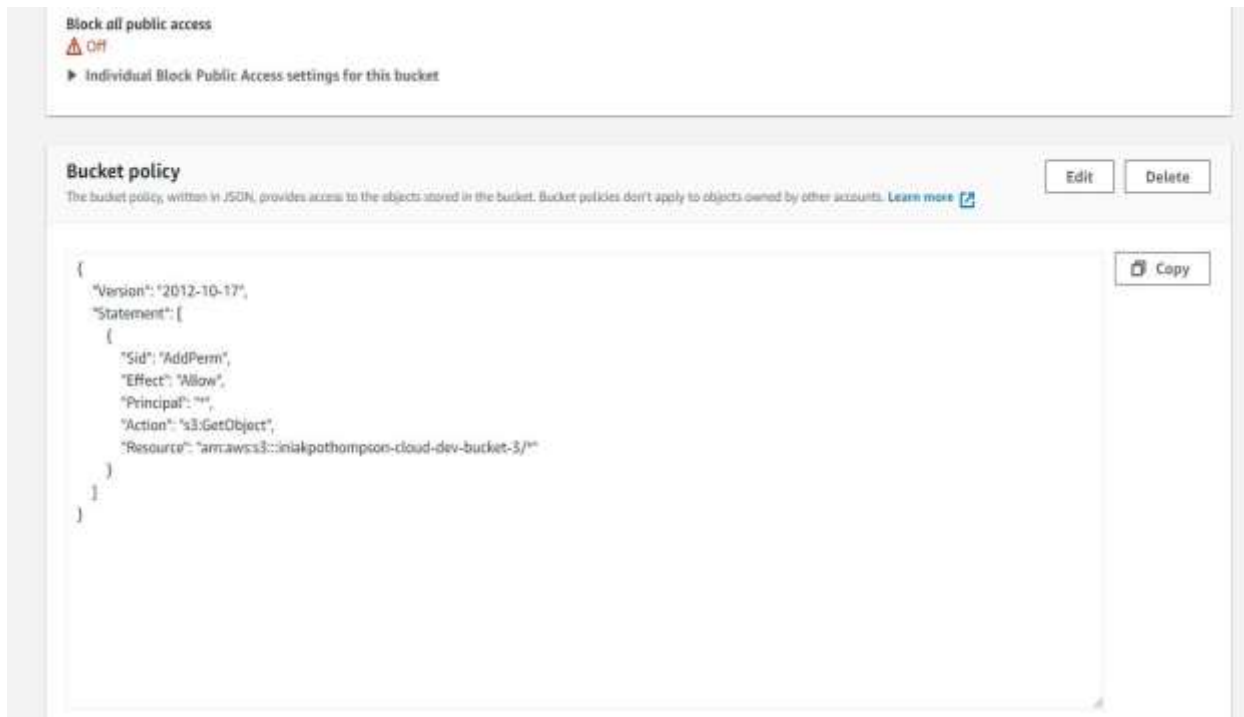 Block all public access
Off
Individual Block Public Access settings for this bucket
Bucket policy
Edit
Delete
The bucket policy, written in JSON, provides access to the objects stored in the bucket. Bucket policies don't apply to objects owned by other accounts. Learn more
Copy
{
"Version": "2012-10-17",
"Statement": [
{
"Sid": "AddPerm",
"Effect": "Allow",
"Principal": "*",
"Action": "s3:GetObject",
"Resource": "arn:aws:s3:::iniakpothompson-cloud-dev-bucket-3/*"
}
]
}